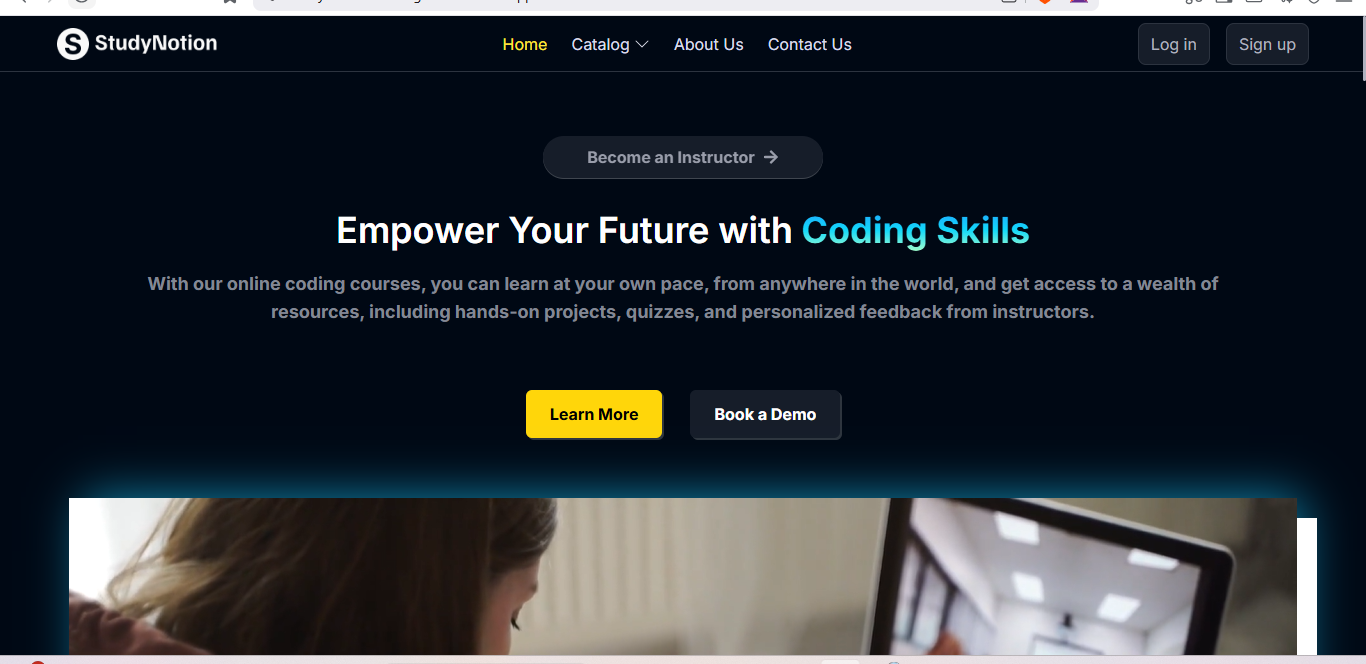 StudyNotion
Home Catalog About Us Contact Us
Log in Sign up
Become an Instructor →
Empower Your Future with Coding Skills
With our online coding courses, you can learn at your own pace, from anywhere in the world, and get access to a wealth of
resources, including hands-on projects, quizzes, and personalized feedback from instructors.
Learn More Book a Demo